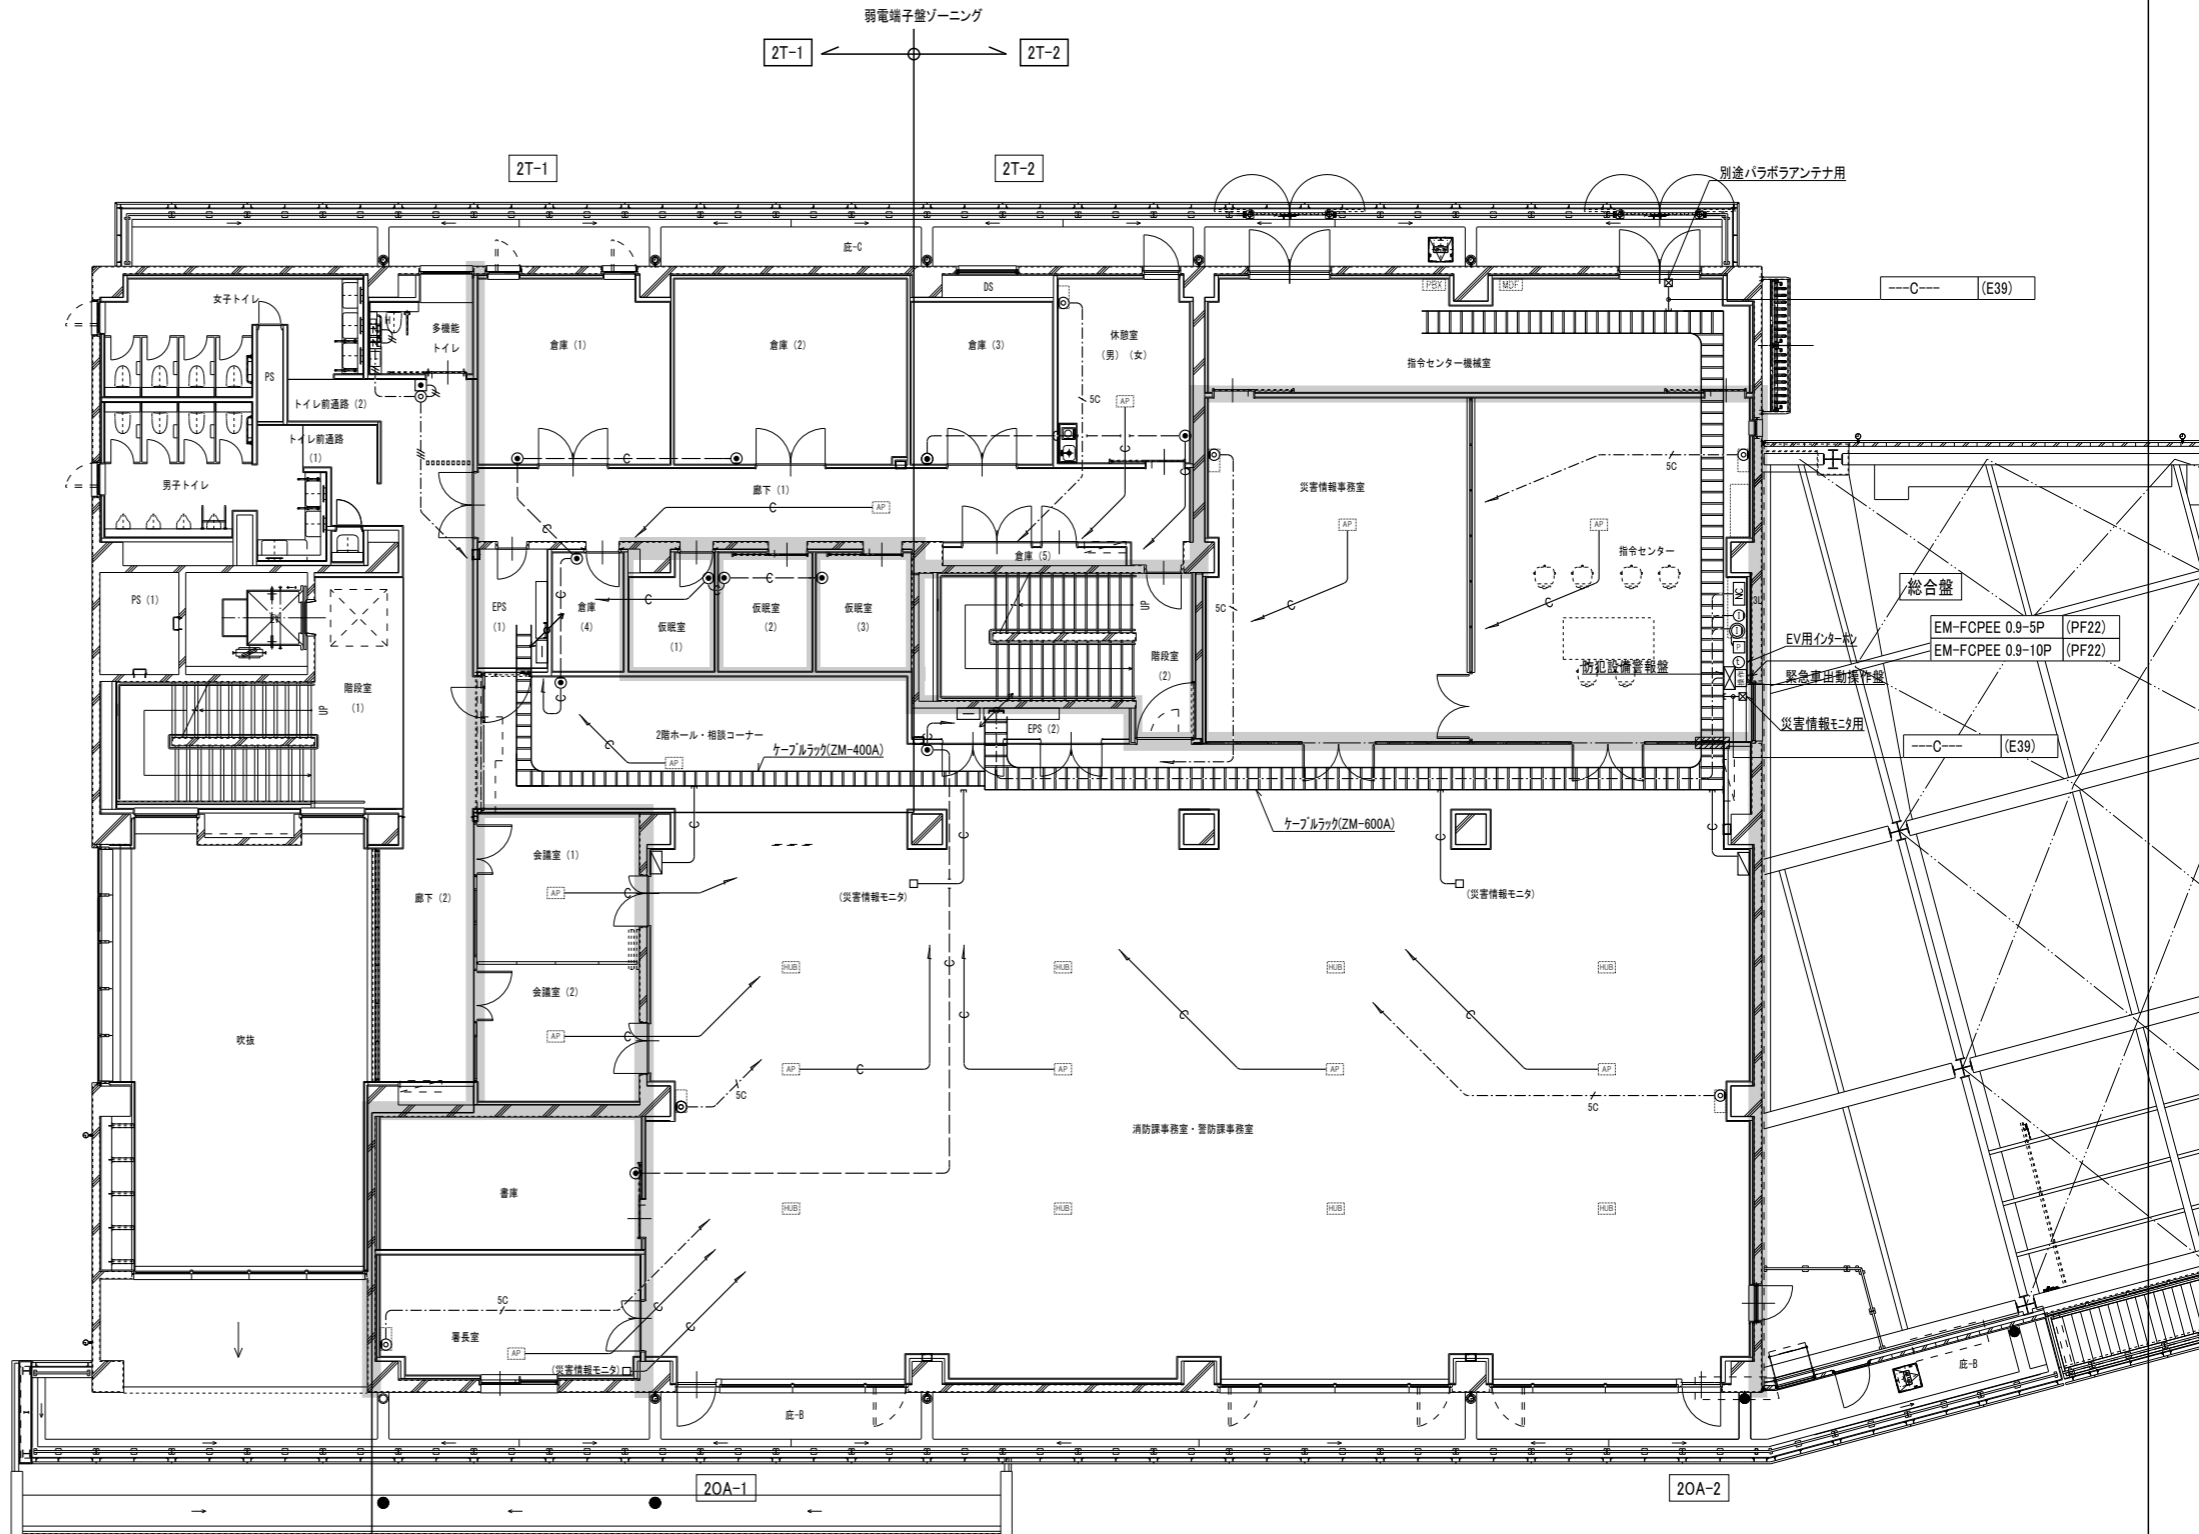 弱電端子盤ゾーニング
2T-1
2T-2
2T-1
2T-2
別途パラボラアンテナ用
庇-C
---C---
(E39)
女子トイレ
多機能
トイレ
倉庫 (1)
倉庫 (2)
DS
倉庫 (3)
休憩室
(男) (女)
PBX
MDF
指令センター機械室
PS
トイレ前通路 (2)
トイレ前通路
(1)
男子トイレ
5C
AP
C
廊下 (1)
AP
C
C
災害情報事務室
AP
5C
AP
指令センター
倉庫 (5)
PS (1)
EPS
(1)
倉庫
(4)
仮眠室
(1)
仮眠室
(2)
仮眠室
(3)
C
C
UP
階段室
(2)
5C
C
C
NC
P
総合盤
EM-FCPEE 0.9-5P
(PF22)
EM-FCPEE 0.9-10P
(PF22)
EV用インターホン
防犯設備警報盤
緊急車出動操作盤
災害情報モニタ用
---C---
(E39)
階段室
(1)
UP
2階ホール・相談コーナー
C
AP
ケーブルラック(ZM-400A)
EPS (2)
ケーブルラック(ZM-600A)
会議室 (1)
AP
C
C
C
C
C
(災害情報モニタ)
(災害情報モニタ)
廊下 (2)
会議室 (2)
AP
C
HUB
HUB
HUB
HUB
C
C
C
C
吹抜
AP
C
AP
AP
AP
5C
5C
消防課事務室・警防課事務室
書庫
HUB
HUB
HUB
HUB
5C
署長室
AP
C
C
(災害情報モニタ)
庇-B
庇-B
2OA-1
2OA-2